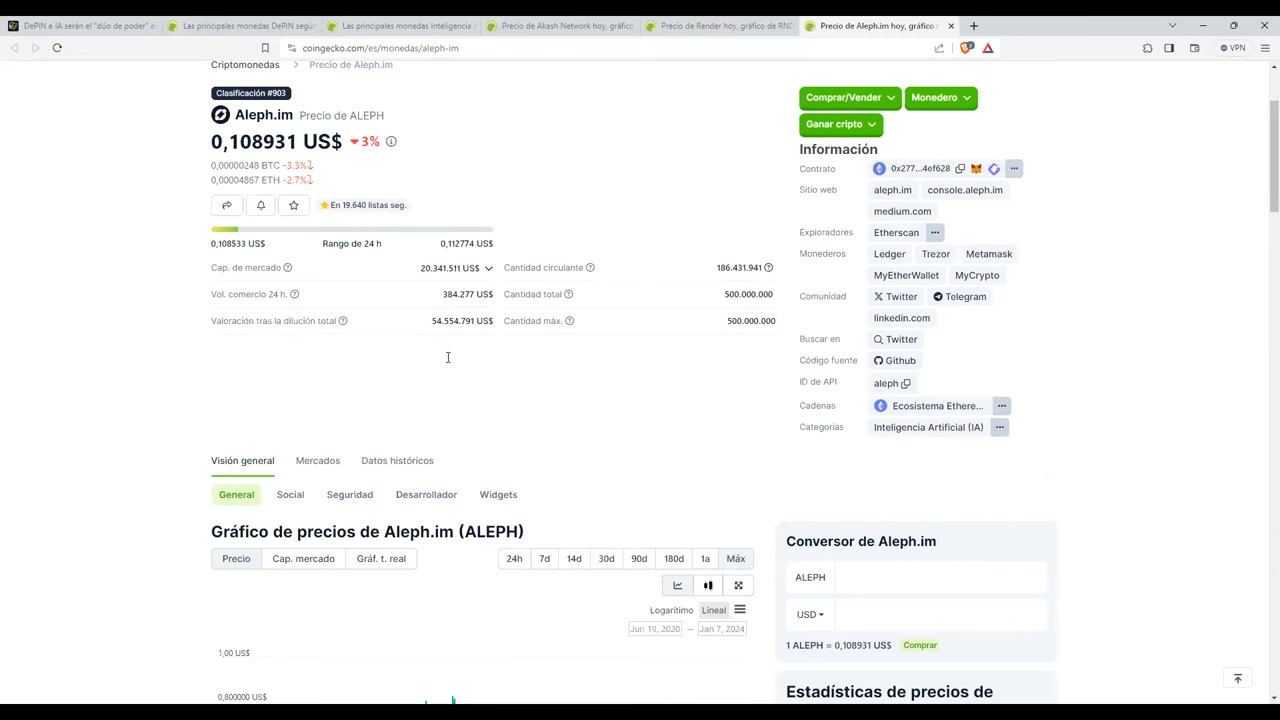 DePIN e IA serán el "dúo de poder" e
Las principales monedas DePIN segú
Las principales monedas Inteligencia
Precio de Akash Network hoy, gráfico
Precio de Render hoy, gráfico de RND
Precio de Aleph.im hoy, gráfico
coingecko.com/es/monedas/aleph-im
VPN
Criptomonedas > Precio de Aleph.im
Clasificación #903
Aleph.im Precio de ALEPH
0,108931 US$ 3%
0,00000248 BTC -3.3%
0,00004867 ETH -2.7%
En 19.640 listas seg.
0,108533 US$ Rango de 24 h 0,112774 US$
Cap. de mercado 20.341.511 US$
Cantidad circulante 186.431.941
Vol. comercio 24 h. 384.277 US$
Cantidad total 500.000.000
Valoración tras la dilución total 54.554.791 US$
Cantidad máx. 500.000.000
Comprar/Vender Monedero
Ganar cripto
Información
Contrato 0x277...4ef628
Sitio web aleph.im console.aleph.im
medium.com
Exploradores Etherscan
Monederos Ledger Trezor Metamask
MyEtherWallet MyCrypto
Comunidad Twitter Telegram
linkedin.com
Buscar en Twitter
Código fuente Github
ID de API aleph
Cadenas Ecosistema Ethere...
Categorías Inteligencia Artificial (IA)
Visión general Mercados Datos históricos
General Social Seguridad Desarrollador Widgets
Gráfico de precios de Aleph.im (ALEPH)
Precio Cap. mercado Gráf. t. real
24h 7d 14d 30d 90d 180d 1a Máx
Logarítimo Lineal
Jun 19, 2020 – Jan 7, 2024
1,00 US$
0,800000 US$
Conversor de Aleph.im
ALEPH
USD
1 ALEPH = 0,108931 US$ Comprar
Estadísticas de precios de